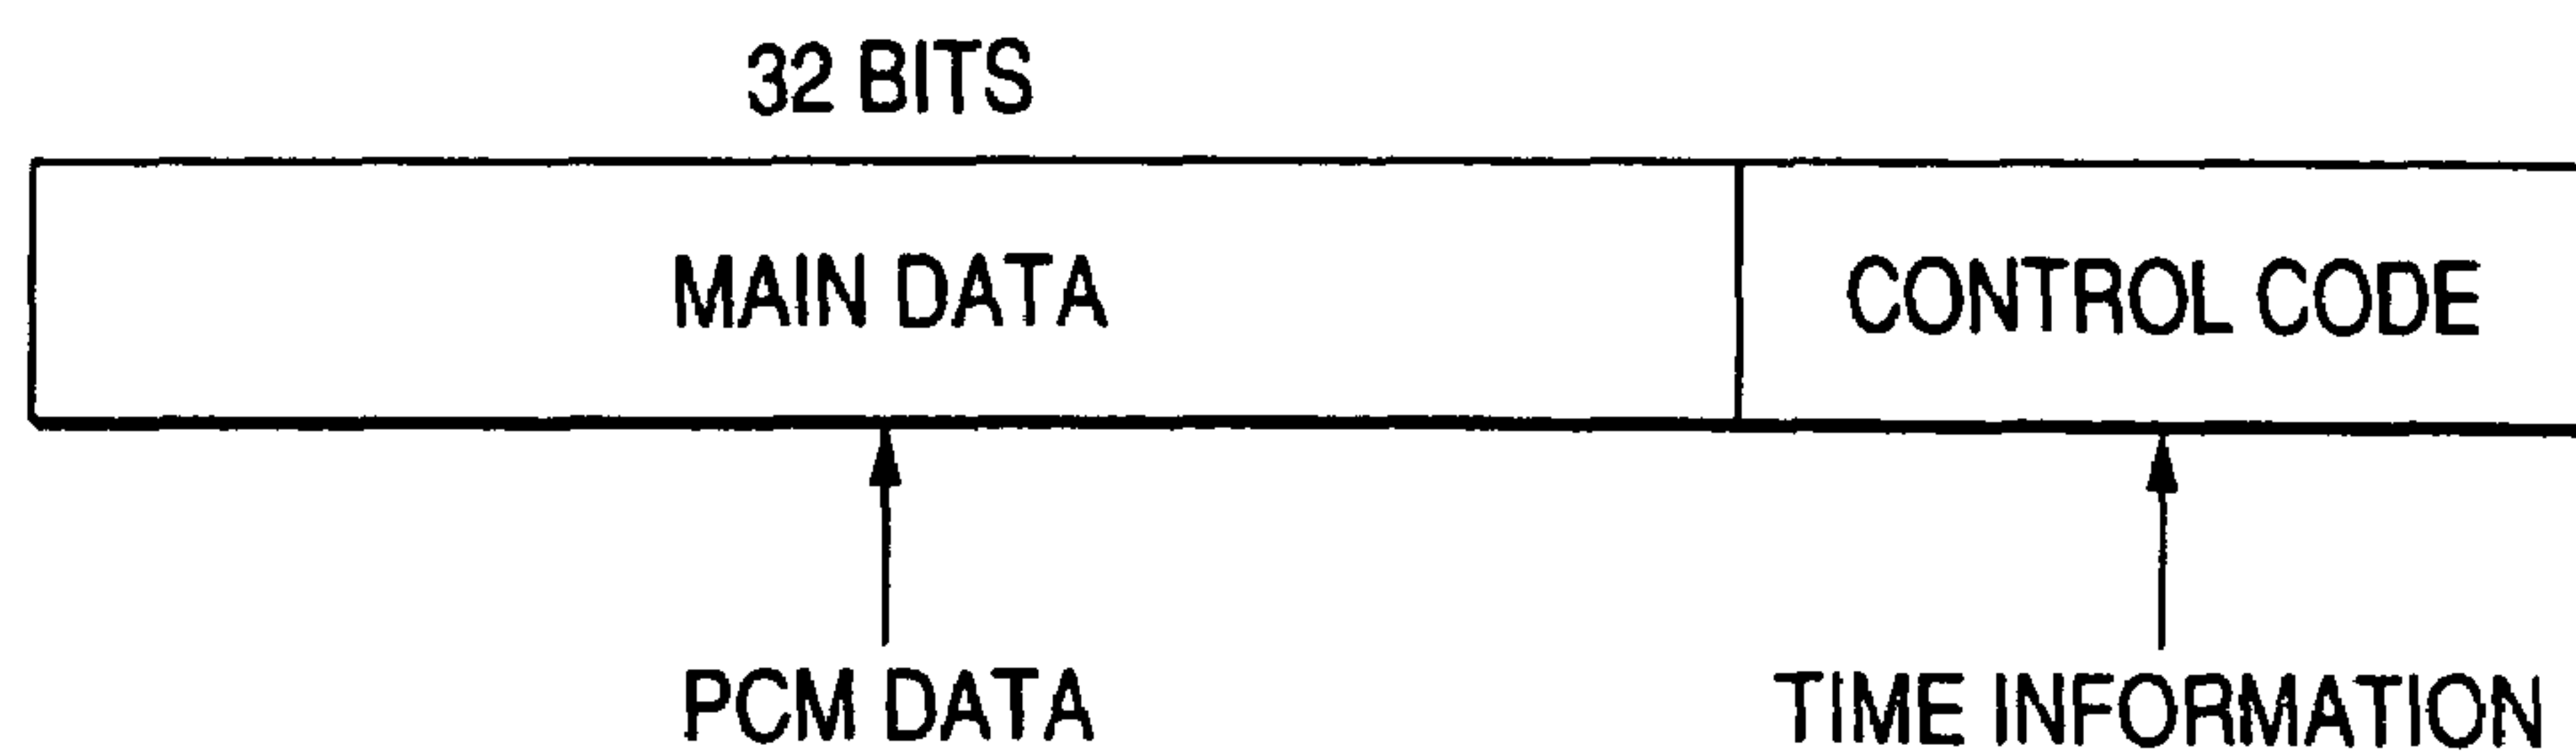 32 BITS
MAIN DATA
CONTROL CODE
PCM DATA
TIME INFORMATION